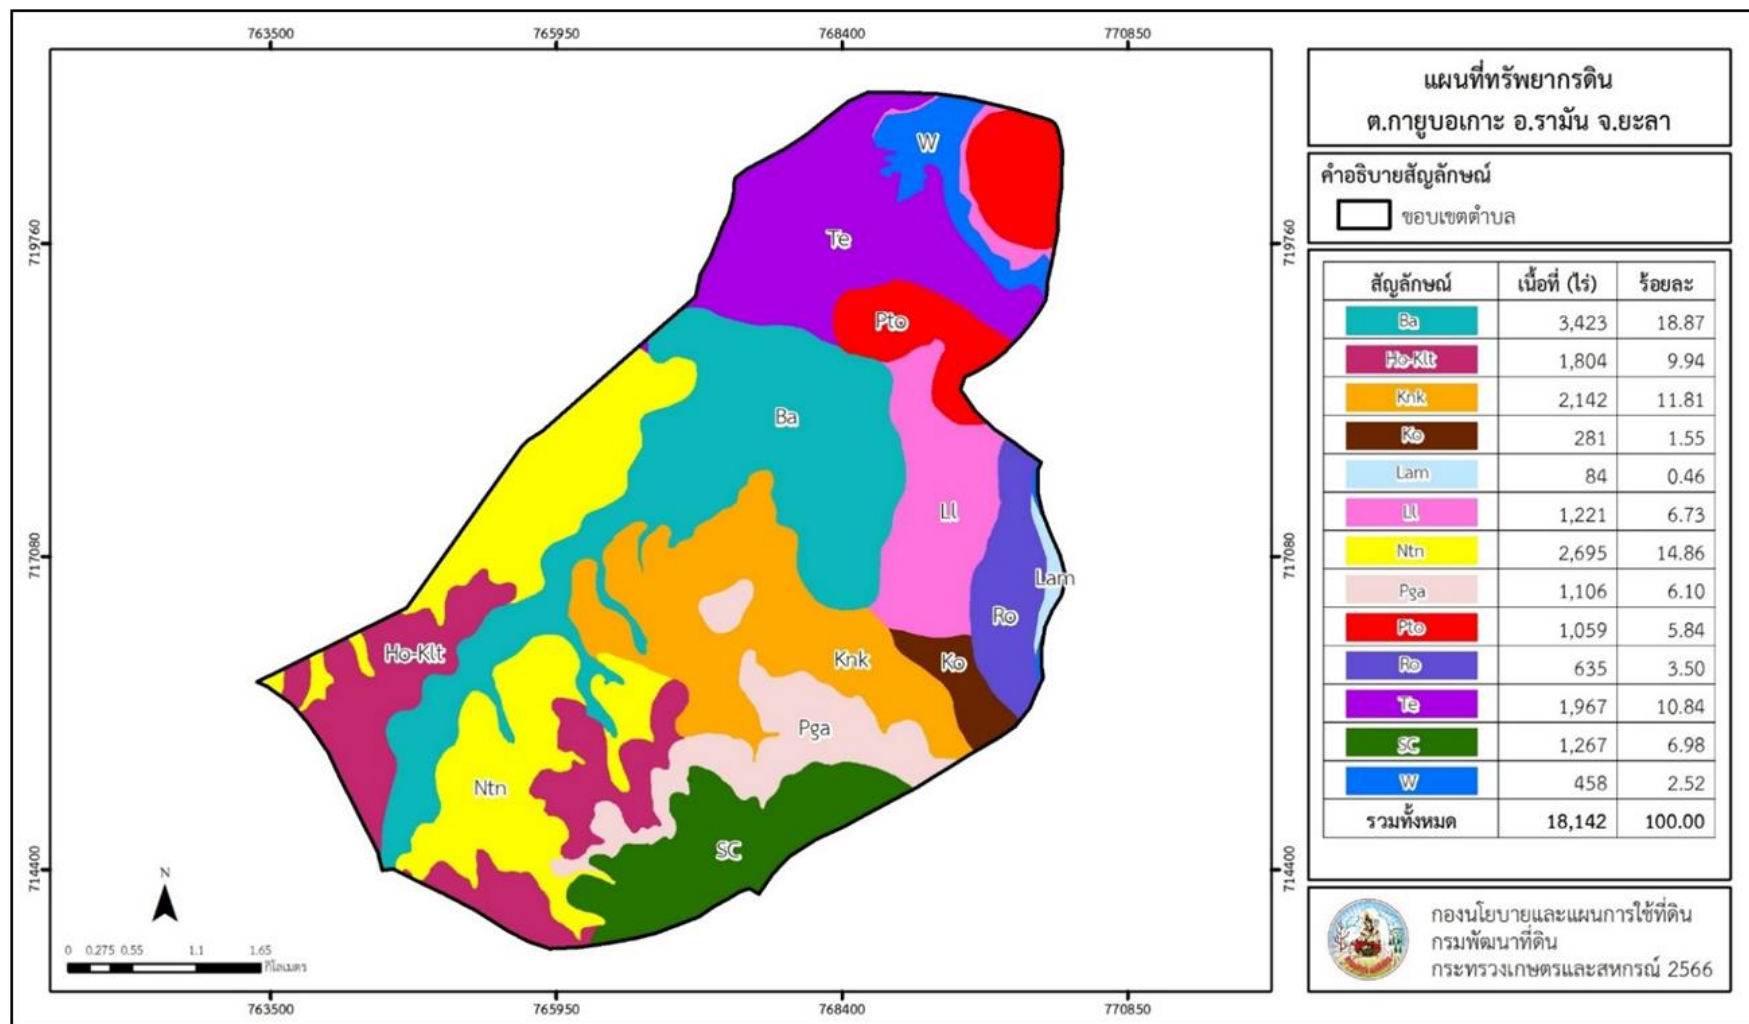 763500
765950
768400
770850
719760
719760
717080
717080
714400
714400
W
Te
Pto
Ba
Ll
Lam
Ro
Ho-Klt
Knk
Ko
Pga
Ntn
SC
N
0 0.275 0.55 1.1 1.65
กิโลเมตร
763500
765950
768400
770850
แผนที่ทรัพยากรดิน
ต.กายูบอเกาะ อ.รามัน จ.ยะลา
คำอธิบายสัญลักษณ์
ขอบเขตตำบล
สัญลักษณ์ เนื้อที่ (ไร่) ร้อยละ
Ba 3,423 18.87
Ho-Klt 1,804 9.94
Knk 2,142 11.81
Ko 281 1.55
Lam 84 0.46
Ll 1,221 6.73
Ntn 2,695 14.86
Pga 1,106 6.10
Pto 1,059 5.84
Ro 635 3.50
Te 1,967 10.84
SC 1,267 6.98
W 458 2.52
รวมทั้งหมด 18,142 100.00
กองนโยบายและแผนการใช้ที่ดิน
กรมพัฒนาที่ดิน
กระทรวงเกษตรและสหกรณ์ 2566